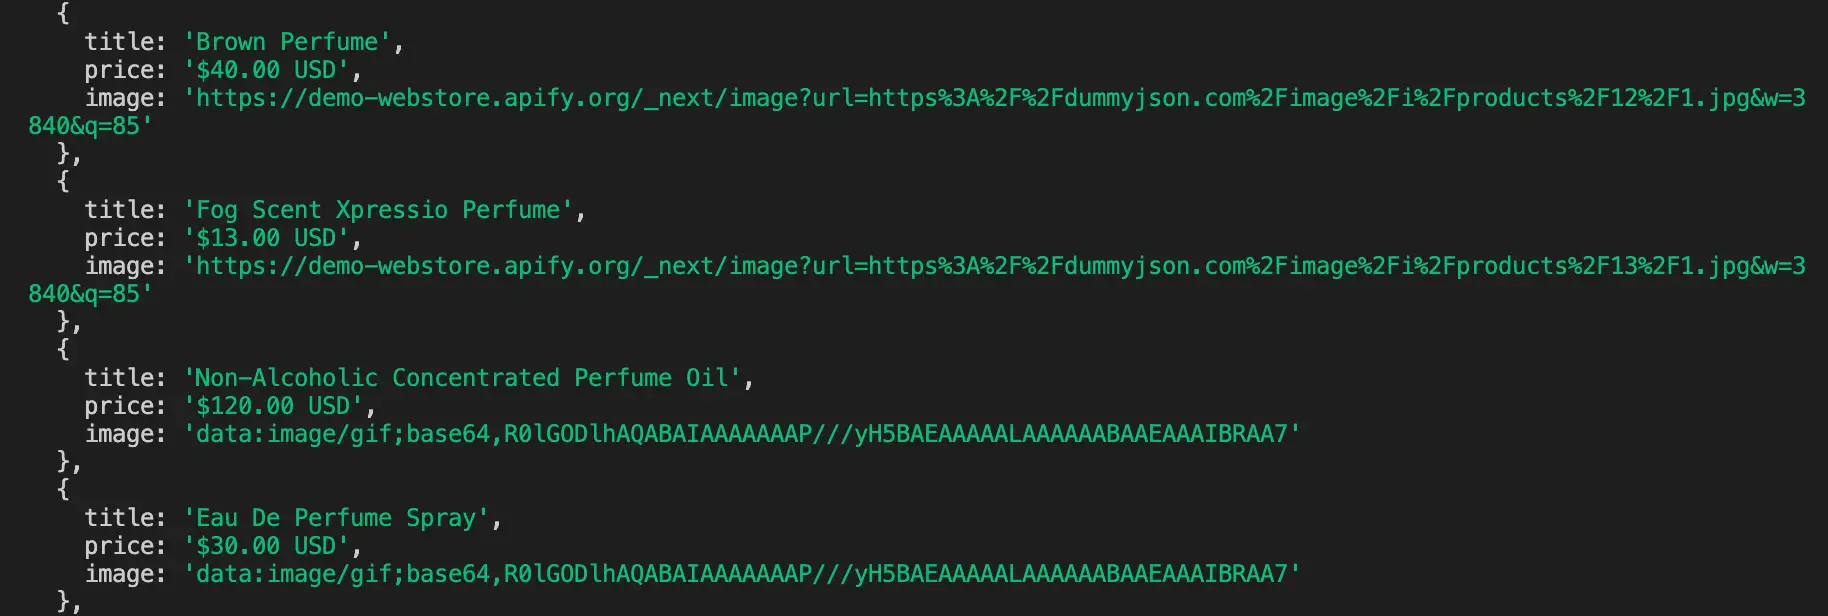 {
title: 'Brown Perfume',
price: '$40.00 USD',
image: 'https://demo-webstore.apify.org/_next/image?url=https%3A%2F%2Fdummyjson.com%2Fimage%2Fi%2Fproducts%2F12%2F1.jpg&w=3
840&q=85'
},
{
title: 'Fog Scent Xpressio Perfume',
price: '$13.00 USD',
image: 'https://demo-webstore.apify.org/_next/image?url=https%3A%2F%2Fdummyjson.com%2Fimage%2Fi%2Fproducts%2F13%2F1.jpg&w=3
840&q=85'
},
{
title: 'Non-Alcoholic Concentrated Perfume Oil',
price: '$120.00 USD',
image: 'data:image/gif;base64,R0lGODlhAQABAIAAAAAAAP///yH5BAEAAAAALAAAAAABAAEAAAIBRAA7'
},
{
title: 'Eau De Perfume Spray',
price: '$30.00 USD',
image: 'data:image/gif;base64,R0lGODlhAQABAIAAAAAAAP///yH5BAEAAAAALAAAAAABAAEAAAIBRAA7'
},